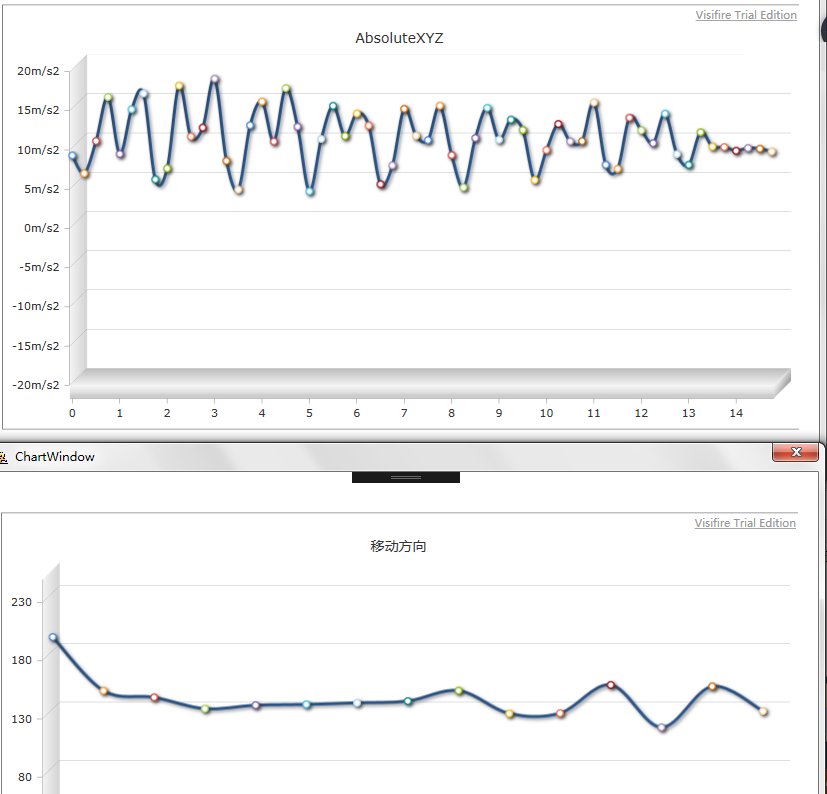 Visifire Trial Edition
AbsoluteXYZ
20m/s2
15m/s2
10m/s2
5m/s2
0m/s2
-5m/s2
-10m/s2
-15m/s2
-20m/s2
0 1 2 3 4 5 6 7 8 9 10 11 12 13 14
ChartWindow
Visifire Trial Edition
移动方向
230
180
130
80